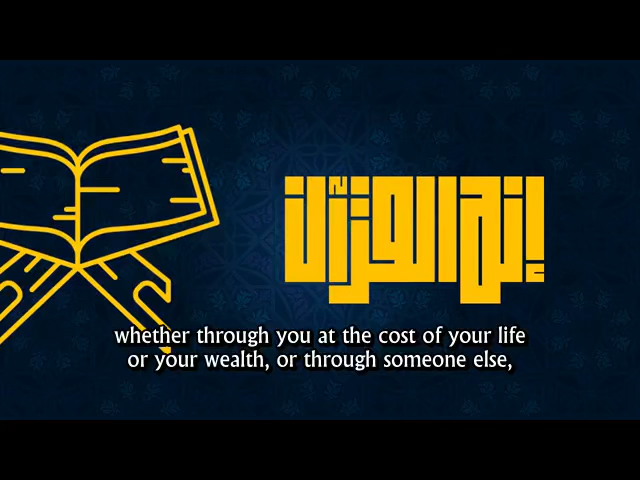 إنه القرآن
whether through you at the cost of your life
or your wealth, or through someone else,